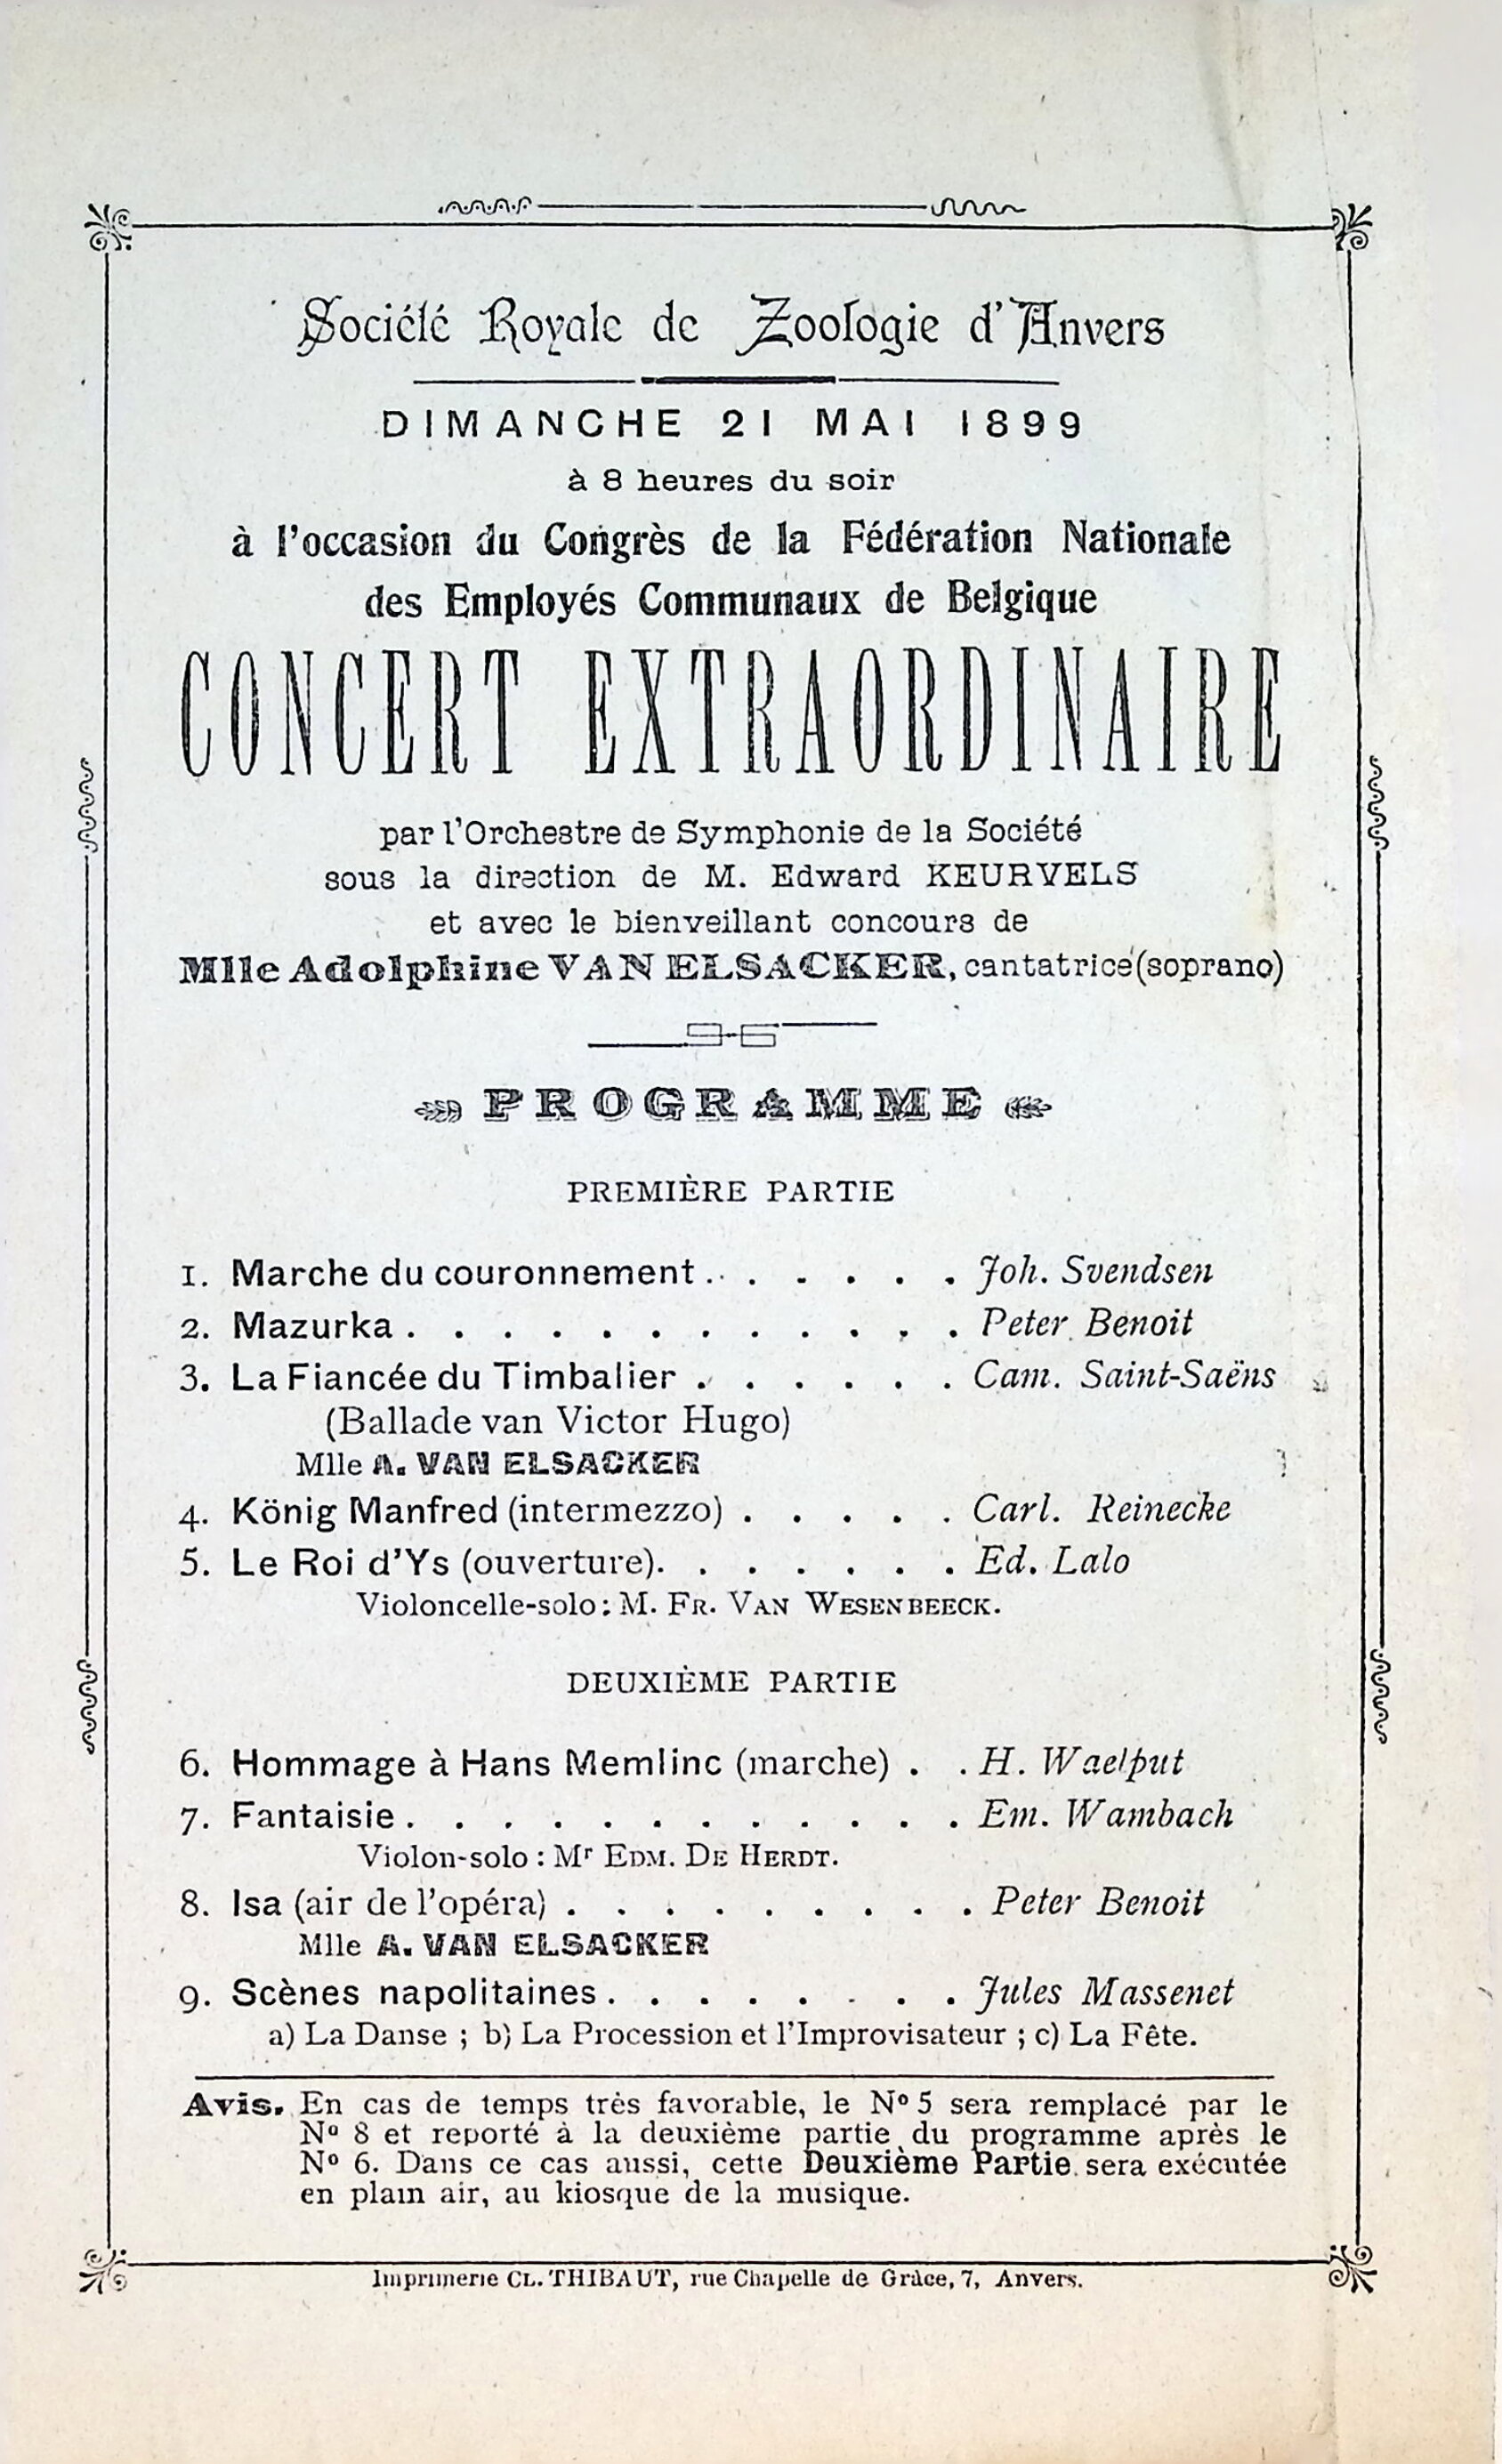 Société Royale de Zoologie d'Anvers
DIMANCHE 21 MAI 1899
à 8 heures du soir
à l'occasion du Congrès de la Fédération Nationale
des Employés Communaux de Belgique
CONCERT EXTRAORDINAIRE
par l'Orchestre de Symphonie de la Société
sous la direction de M. Edward KEURVELS
et avec le bienveillant concours de
Mlle Adolphine VAN ELSACKER, cantatrice (soprano)
PROGRAMME
PREMIÈRE PARTIE
1. Marche du couronnement . . . . . . . Joh. Svendsen
2. Mazurka . . . . . . . . . . . . Peter Benoit
3. La Fiancée du Timbalier . . . . . . Cam. Saint-Saëns
(Ballade van Victor Hugo)
Mlle A. VAN ELSACKER
4. König Manfred (intermezzo) . . . . . Carl. Reinecke
5. Le Roi d'Ys (ouverture). . . . . . . Ed. Lalo
Violoncelle-solo : M. FR. VAN WESENBEECK.
DEUXIÈME PARTIE
6. Hommage à Hans Memlinc (marche) . . H. Waelput
7. Fantaisie . . . . . . . . . . . . Em. Wambach
Violon-solo : Mr EDM. DE HERDT.
8. Isa (air de l'opéra) . . . . . . . . . Peter Benoit
Mlle A. VAN ELSACKER
9. Scènes napolitaines . . . . . . . . Jules Massenet
a) La Danse ; b) La Procession et l'Improvisateur ; c) La Fête.
Avis. En cas de temps très favorable, le No 5 sera remplacé par le
No 8 et reporté à la deuxième partie du programme après le
No 6. Dans ce cas aussi, cette Deuxième Partie sera exécutée
en plain air, au kiosque de la musique.
Imprimerie CL. THIBAUT, rue Chapelle de Grâce, 7, Anvers.